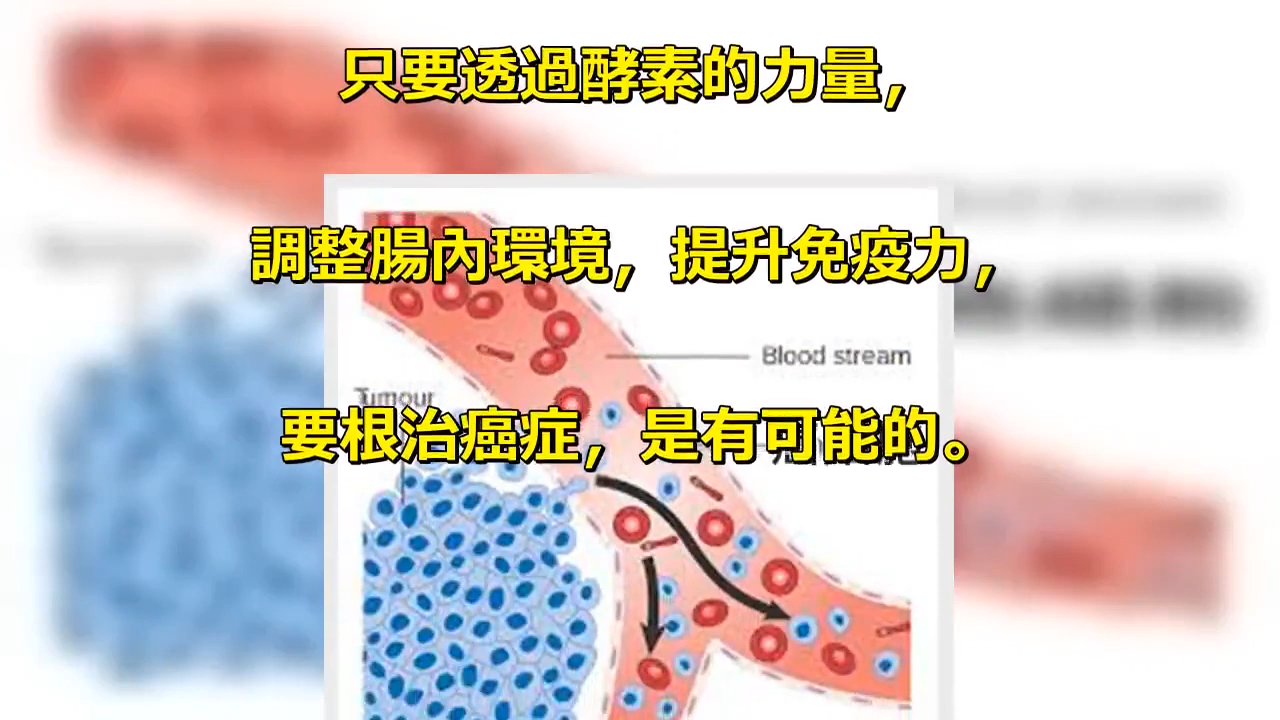 只要透過酵素的力量，
調整腸內環境，提升免疫力，
Blood stream
Tumour
要根治癌症，是有可能的。